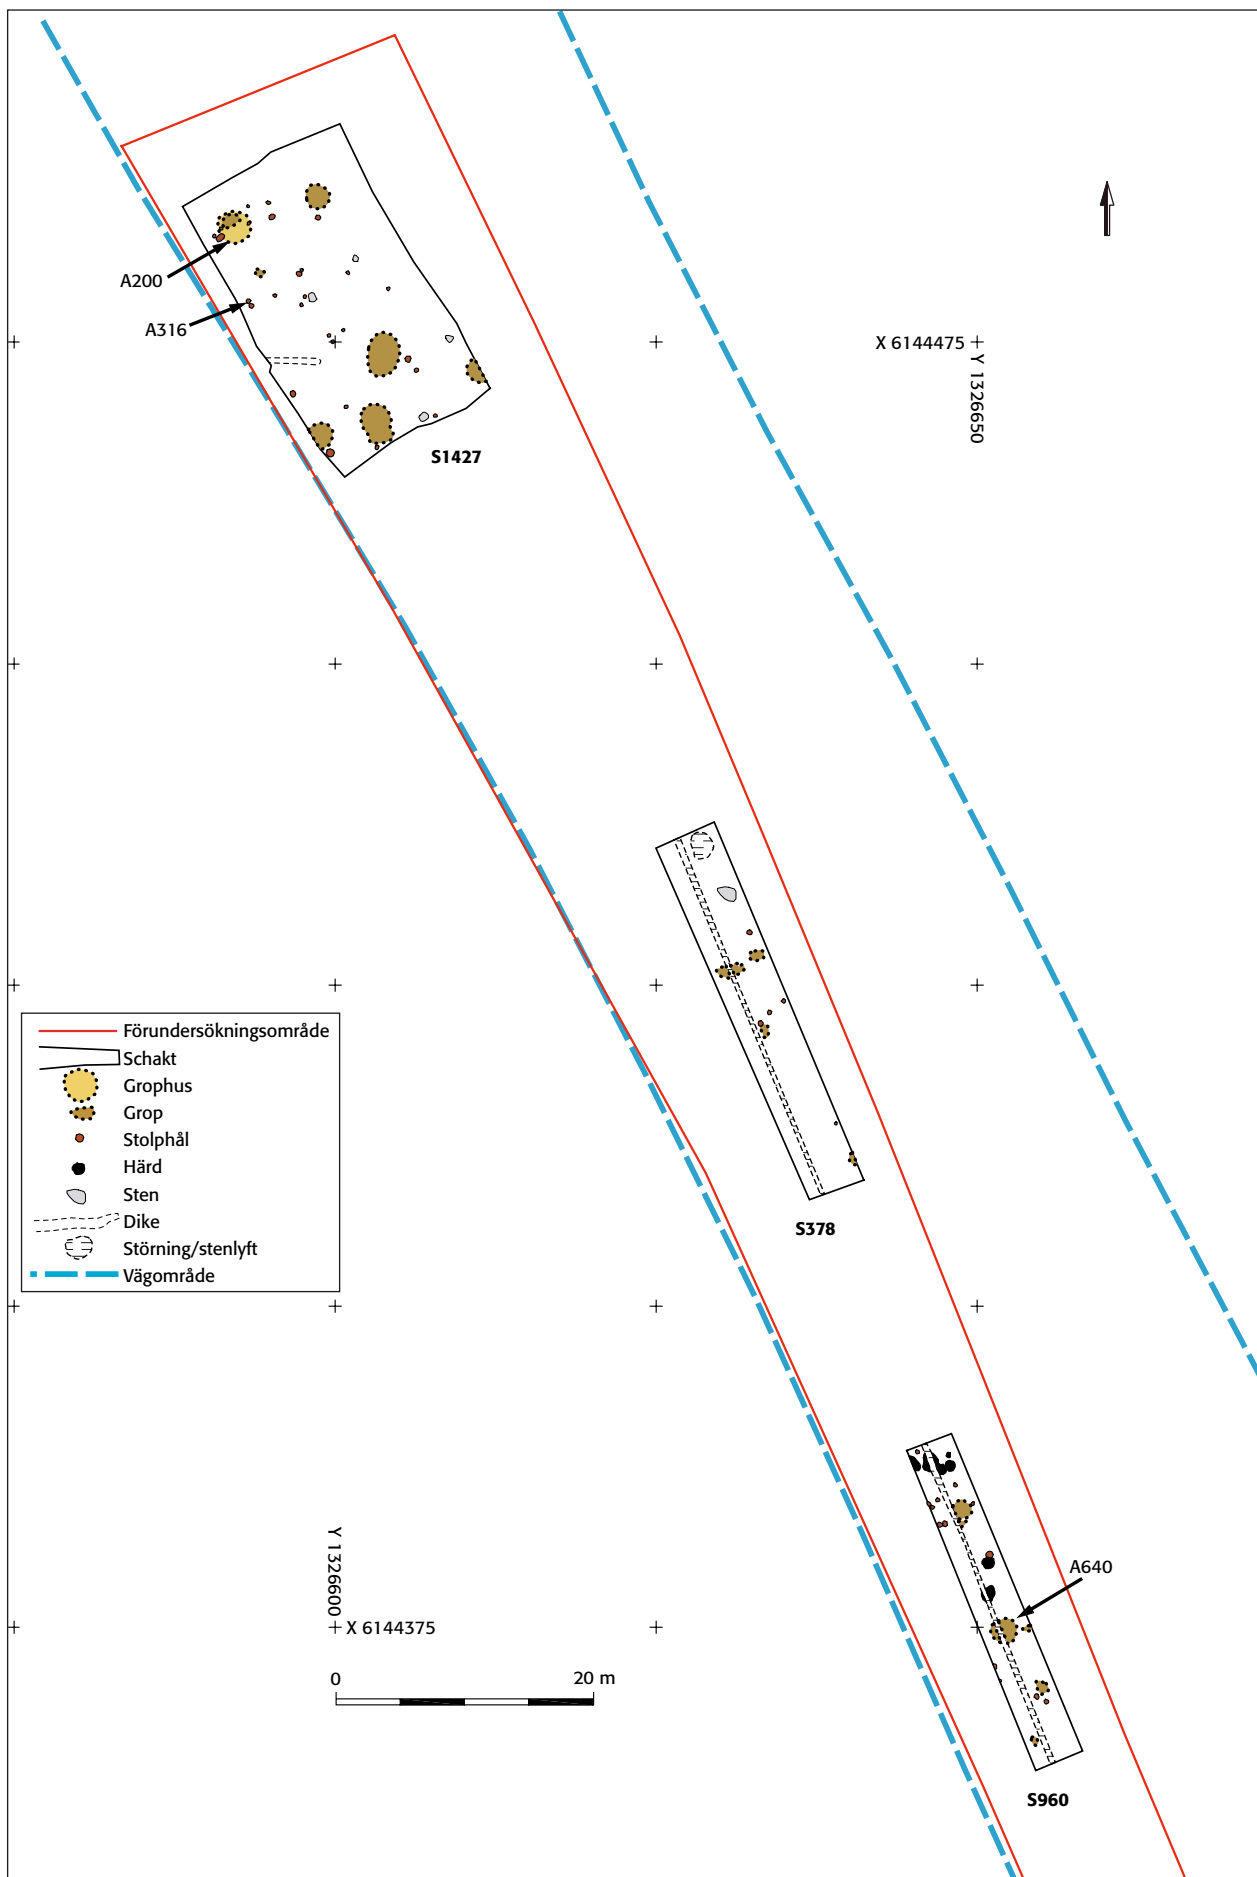 A200
A316
X 6144475
Y 1326650
S1427
Förundersökningsområde
Schakt
Grophus
Grop
Stolphål
Härd
Sten
Dike
Störning/stenlyft
Vägområde
S378
Y 1326600
X 6144375
A640
0 20 m
S960